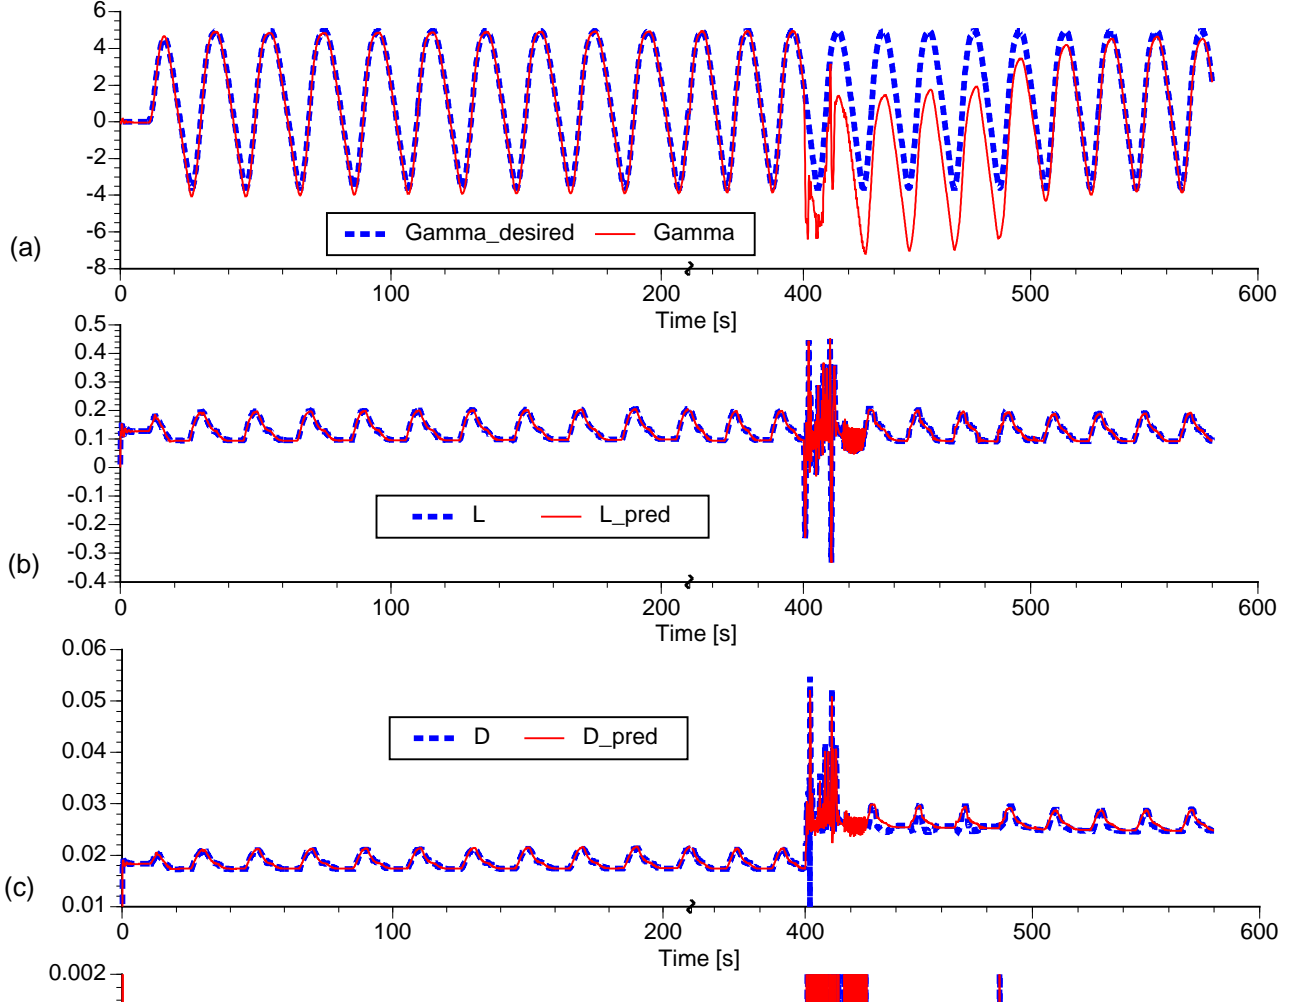 6
4
2
0
-2
-4
-6
-8
(a)
Gamma_desired Gamma
0 100 200 400 500 600
Time [s]
0.5
0.4
0.3
0.2
0.1
0
-0.1
-0.2
-0.3
-0.4
(b)
L L_pred
0 100 200 400 500 600
Time [s]
0.06
0.05
0.04
0.03
0.02
0.01
(c)
D D_pred
0 100 200 400 500 600
Time [s]
0.002